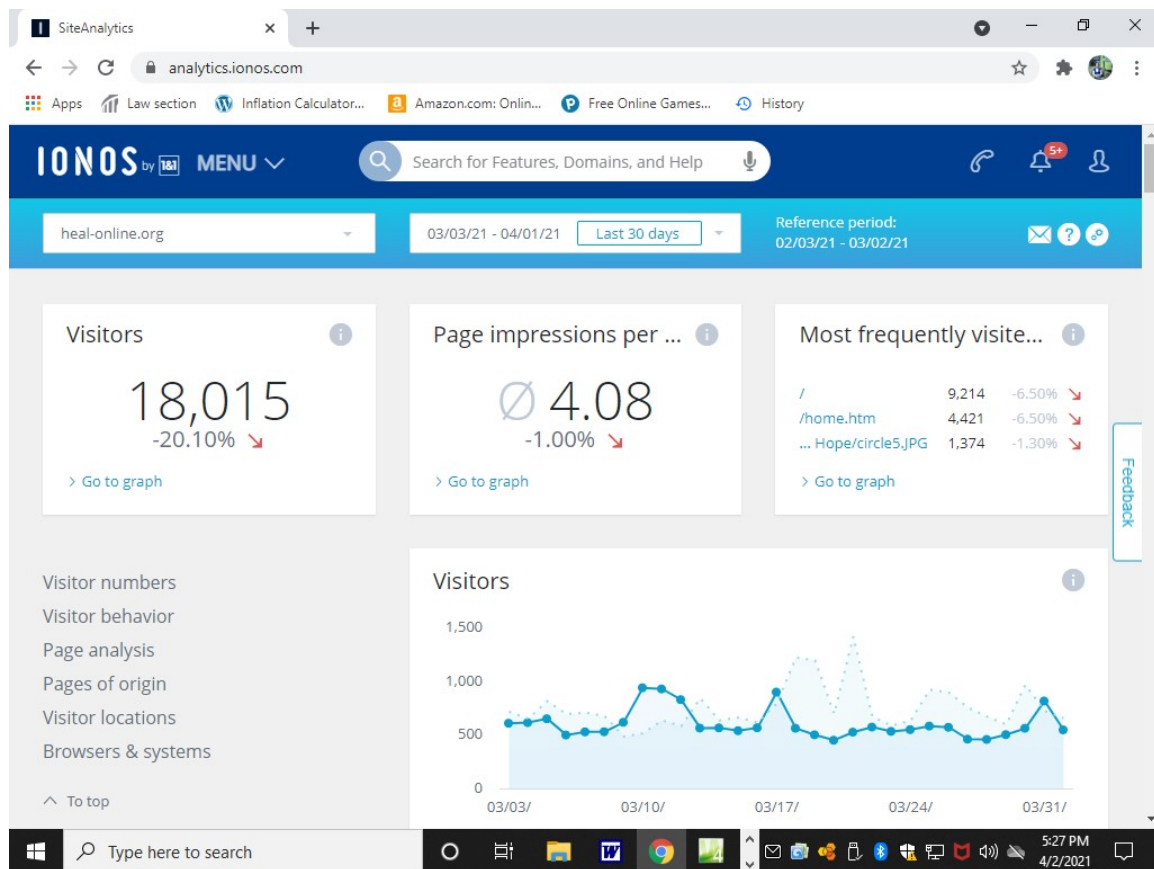 SiteAnalytics
analytics.ionos.com
Apps Law section Inflation Calculator... Amazon.com: Onlin... Free Online Games... History
IONOS by 1&1 MENU Search for Features, Domains, and Help 5+
heal-online.org 03/03/21 - 04/01/21 Last 30 days Reference period:
02/03/21 - 03/02/21
Visitors
18,015
-20.10%
> Go to graph
Page impressions per ...
Ø 4.08
-1.00%
> Go to graph
Most frequently visite...
/ 9,214 -6.50%
/home.htm 4,421 -6.50%
... Hope/circle5.JPG 1,374 -1.30%
> Go to graph
Feedback
Visitor numbers
Visitor behavior
Page analysis
Pages of origin
Visitor locations
Browsers & systems
To top
Visitors
1,500
1,000
500
0
03/03/ 03/10/ 03/17/ 03/24/ 03/31/
Type here to search
5:27 PM
4/2/2021